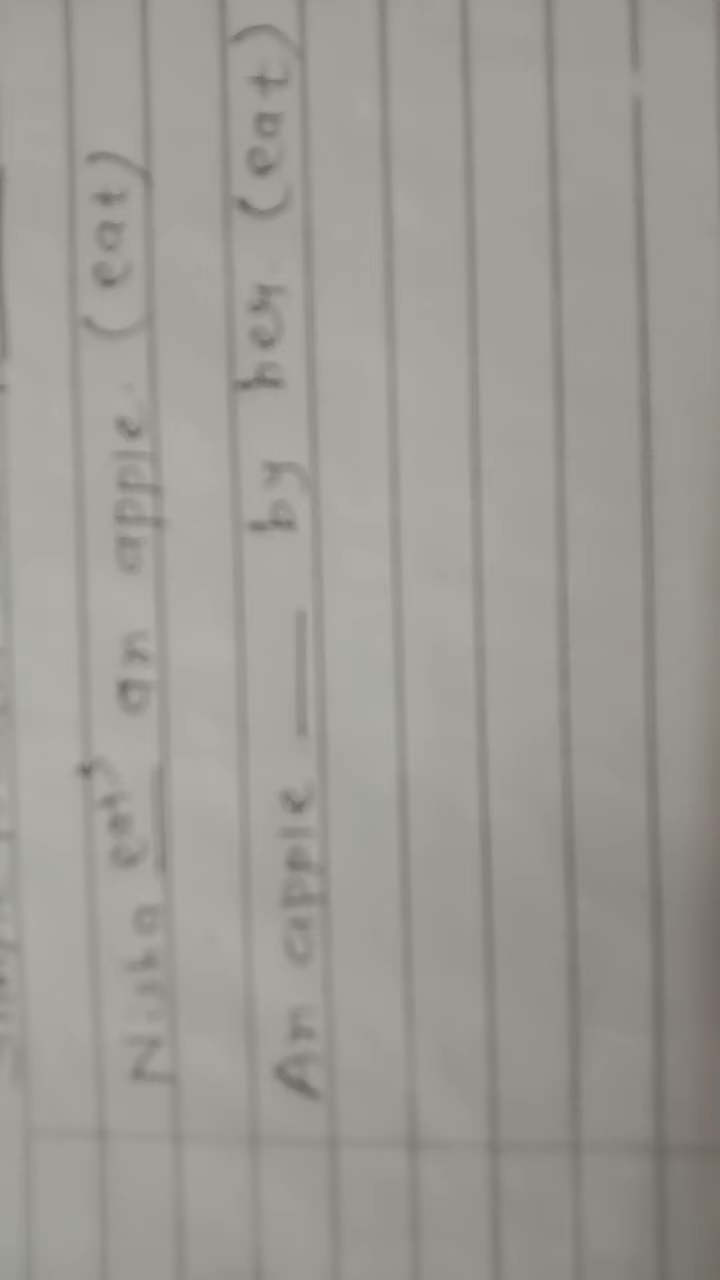 Nisha eats an apple. (eat)
An apple ___ by her. (eat)